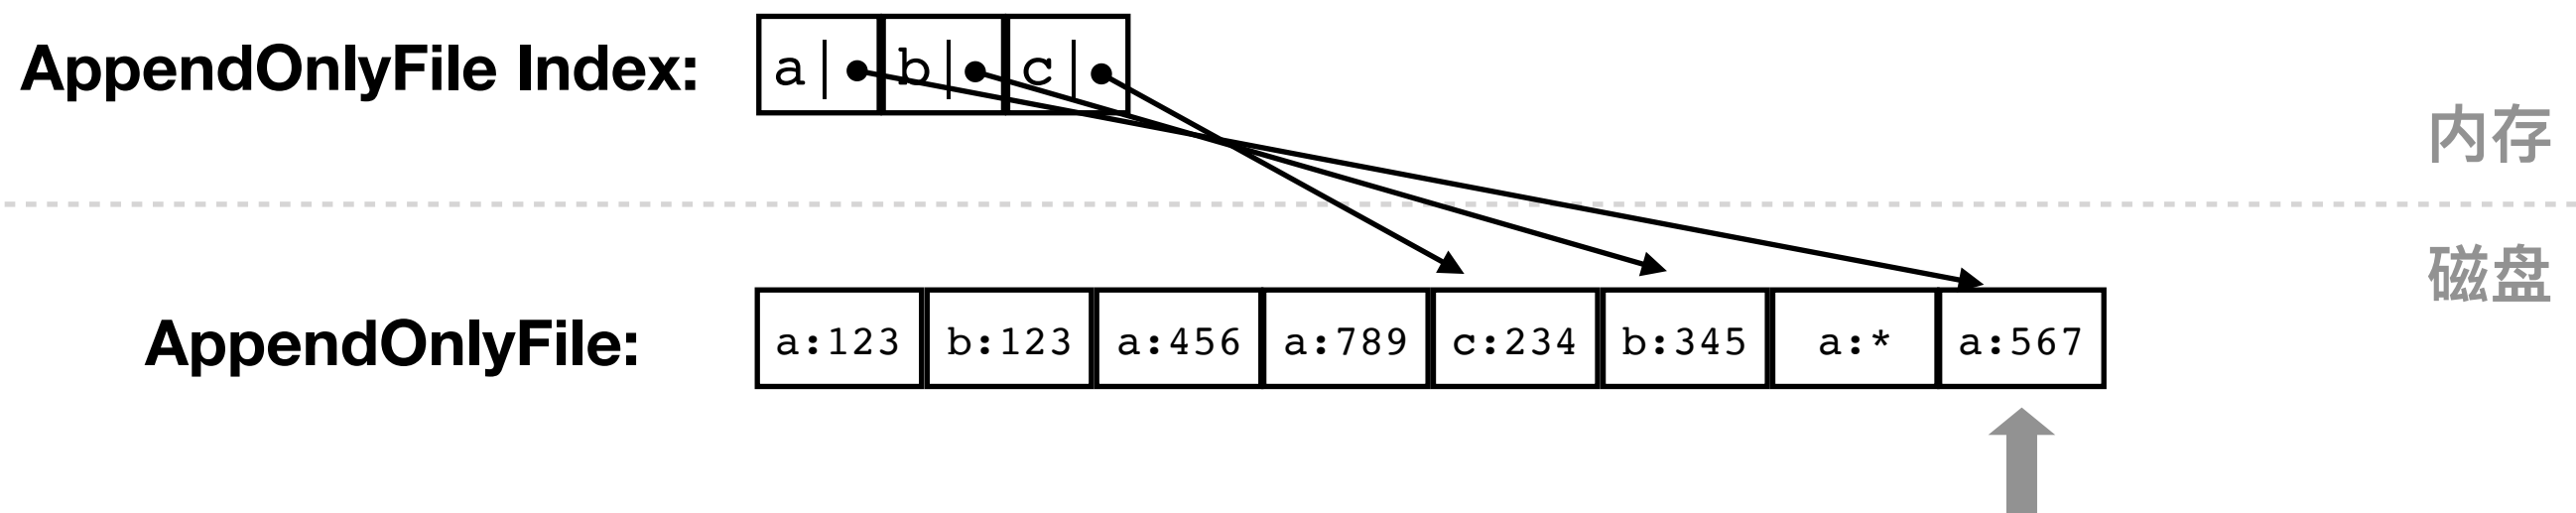 AppendOnlyFile Index:
a| b| c|
内存
磁盘
AppendOnlyFile:
a:123 b:123 a:456 a:789 c:234 b:345 a:* a:567